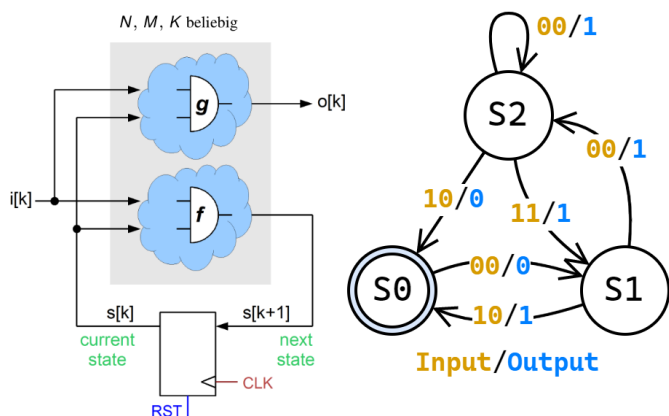 N, M, K beliebig
g
o[k]
i[k]
f
s[k]
s[k+1]
current
state
next
state
CLK
RST
00/1
S2
00/1
10/0
11/1
S0
00/0
S1
10/1
Input/Output